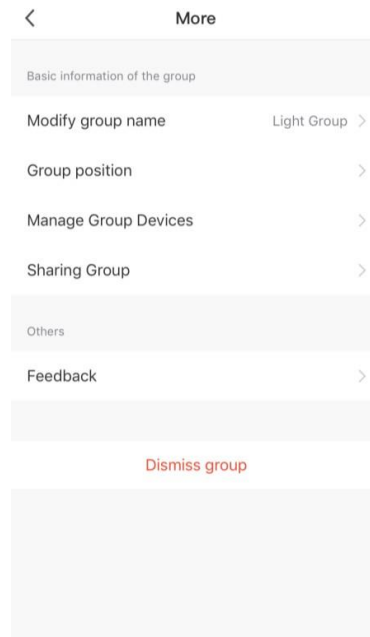 More
Basic information of the group
Modify group name Light Group
Group position
Manage Group Devices
Sharing Group
Others
Feedback
Dismiss group